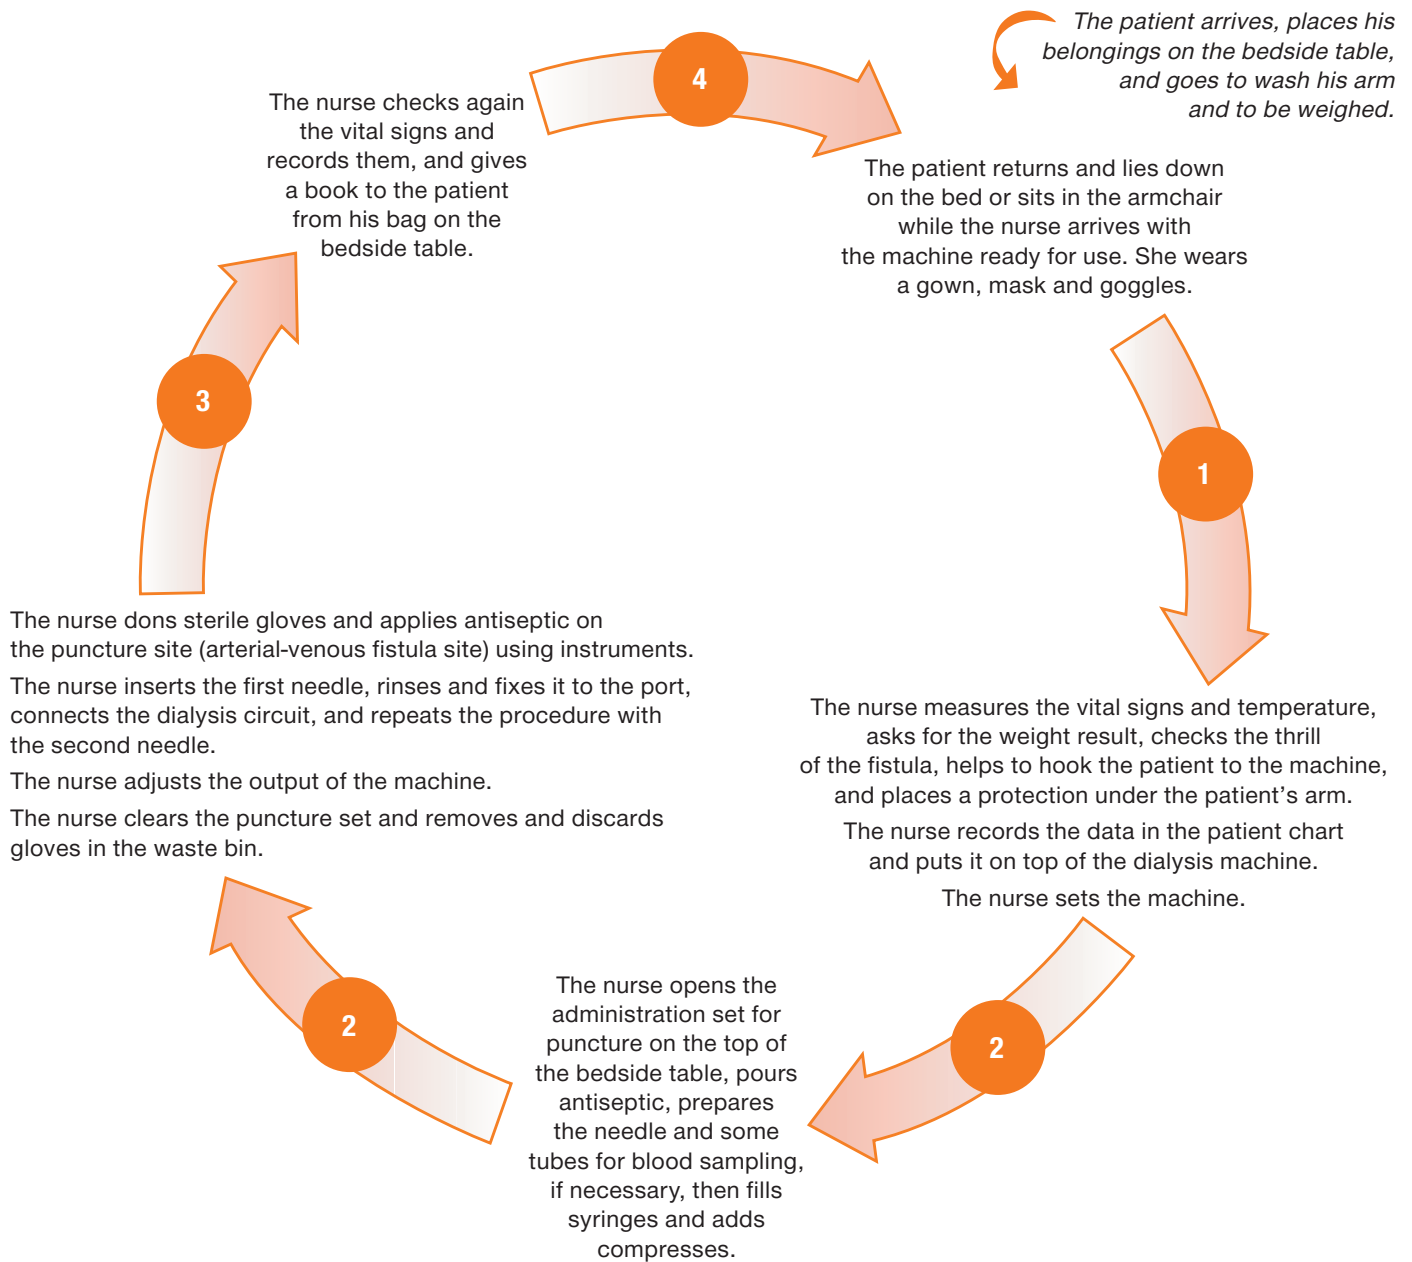 The patient arrives, places his
belongings on the bedside table,
and goes to wash his arm
and to be weighed.
The patient returns and lies down
on the bed or sits in the armchair
while the nurse arrives with
the machine ready for use. She wears
a gown, mask and goggles.
1
The nurse measures the vital signs and temperature,
asks for the weight result, checks the thrill
of the fistula, helps to hook the patient to the machine,
and places a protection under the patient's arm.
The nurse records the data in the patient chart
and puts it on top of the dialysis machine.
The nurse sets the machine.
2
The nurse opens the
administration set for
puncture on the top of
the bedside table, pours
antiseptic, prepares
the needle and some
tubes for blood sampling,
if necessary, then fills
syringes and adds
compresses.
2
The nurse dons sterile gloves and applies antiseptic on
the puncture site (arterial-venous fistula site) using instruments.
The nurse inserts the first needle, rinses and fixes it to the port,
connects the dialysis circuit, and repeats the procedure with
the second needle.
The nurse adjusts the output of the machine.
The nurse clears the puncture set and removes and discards
gloves in the waste bin.
3
The nurse checks again
the vital signs and
records them, and gives
a book to the patient
from his bag on the
bedside table.
4